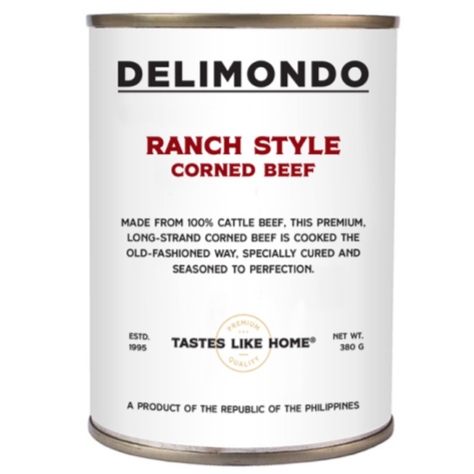 DELIMONDO
RANCH STYLE
CORNED BEEF
MADE FROM 100% CATTLE BEEF, THIS PREMIUM,
LONG-STRAND CORNED BEEF IS COOKED THE
OLD-FASHIONED WAY, SPECIALLY CURED AND
SEASONED TO PERFECTION.
PREMIUM
ESTD.
1995
TASTES LIKE HOME®
NET WT.
380 G
QUALITY
A PRODUCT OF THE REPUBLIC OF THE PHILIPPINES